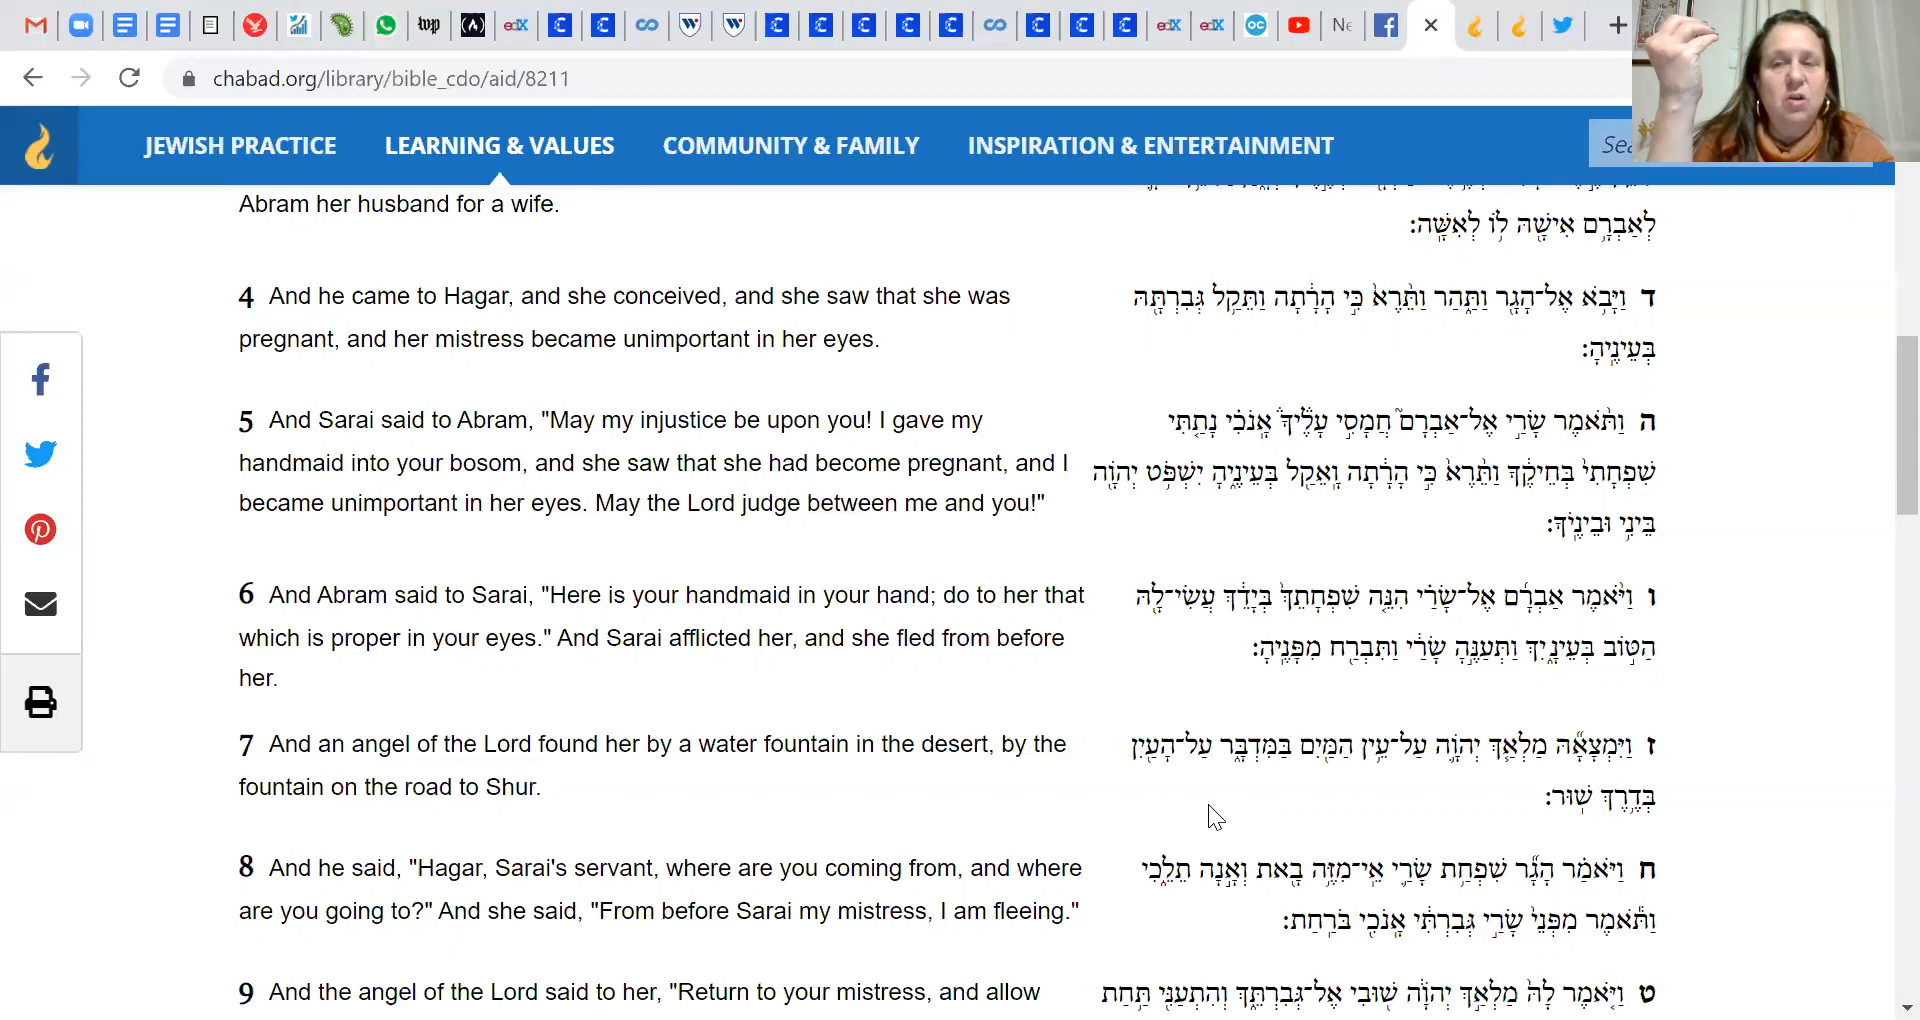 Ne
chabad.org/library/bible_cdo/aid/8211
JEWISH PRACTICE LEARNING & VALUES COMMUNITY & FAMILY INSPIRATION & ENTERTAINMENT
Abram her husband for a wife.
לְאַבְרָ֥ם אִישָׁ֖הּ ל֥וֹ לְאִשָּֽׁה:
4 And he came to Hagar, and she conceived, and she saw that she was
pregnant, and her mistress became unimportant in her eyes.
ד וַיָּבֹ֥א אֶל־הָגָ֖ר וַתַּ֑הַר וַתֵּ֙רֶא֙ כִּ֣י הָרָ֔תָה וַתֵּקַ֥ל גְּבִרְתָּ֖הּ
בְּעֵינֶֽיהָ:
5 And Sarai said to Abram, "May my injustice be upon you! I gave my
handmaid into your bosom, and she saw that she had become pregnant, and I
became unimportant in her eyes. May the Lord judge between me and you!"
ה וַתֹּ֨אמֶר שָׂרַ֣י אֶל־אַבְרָם֮ חֲמָסִ֣י עָלֶ֒יךָ֒ אָֽנֹכִ֗י נָתַ֤תִּי
שִׁפְחָתִי֙ בְּחֵיקֶ֔ךָ וַתֵּ֙רֶא֙ כִּ֣י הָרָ֔תָה וָֽאֵקַ֖ל בְּעֵינֶ֑יהָ יִשְׁפֹּ֥ט יְהֹוָ֖ה
בֵּינִ֥י וּבֵינֶֽיךָ:
6 And Abram said to Sarai, "Here is your handmaid in your hand; do to her that
which is proper in your eyes." And Sarai afflicted her, and she fled from before
her.
ו וַיֹּ֨אמֶר אַבְרָ֜ם אֶל־שָׂרַ֗י הִנֵּ֤ה שִׁפְחָתֵךְ֙ בְּיָדֵ֔ךְ עֲשִׂי־לָ֖הּ
הַטּ֣וֹב בְּעֵינָ֑יִךְ וַתְּעַנֶּ֣הָ שָׂרַ֔י וַתִּבְרַ֖ח מִפָּנֶֽיהָ:
7 And an angel of the Lord found her by a water fountain in the desert, by the
fountain on the road to Shur.
ז וַֽיִּמְצָאָ֞הּ מַלְאַ֧ךְ יְהֹוָ֛ה עַל־עֵ֥ין הַמַּ֖יִם בַּמִּדְבָּ֑ר עַל־הָעַ֖יִן
בְּדֶ֥רֶךְ שֽׁוּר:
8 And he said, "Hagar, Sarai's servant, where are you coming from, and where
are you going to?" And she said, "From before Sarai my mistress, I am fleeing."
ח וַיֹּאמַ֗ר הָגָ֞ר שִׁפְחַ֥ת שָׂרַ֛י אֵֽי־מִזֶּ֥ה בָ֖את וְאָ֣נָה תֵלֵ֑כִי
וַתֹּ֕אמֶר מִפְּנֵי֙ שָׂרַ֣י גְּבִרְתִּ֔י אָֽנֹכִ֖י בֹּרַֽחַת:
9 And the angel of the Lord said to her, "Return to your mistress, and allow
ט וַיֹּ֤אמֶר לָהּ֙ מַלְאַ֣ךְ יְהֹוָ֔ה שׁ֖וּבִי אֶל־גְּבִרְתֵּ֑ךְ וְהִתְעַנִּ֖י תַּ֥חַת